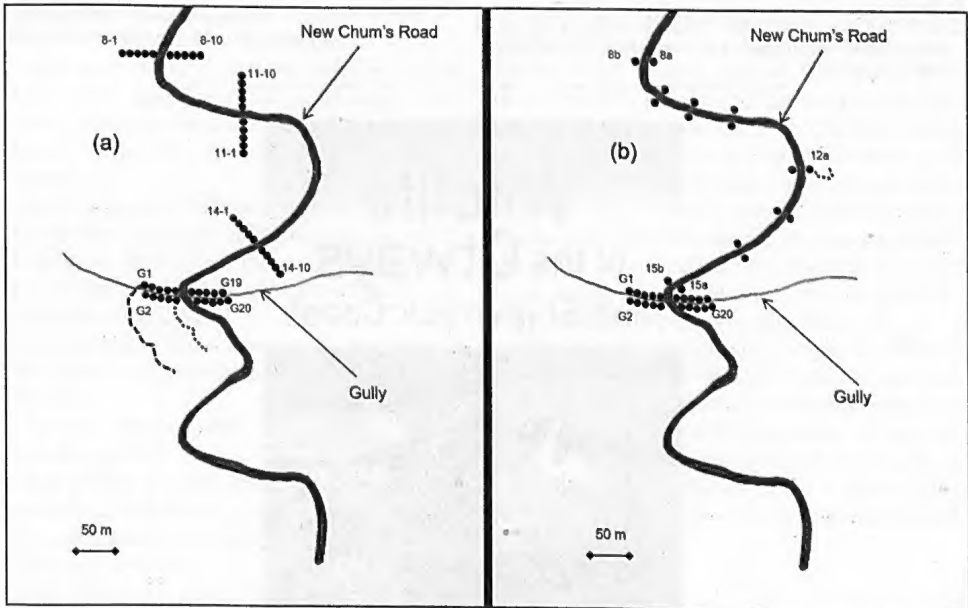 New Chum's Road
8-1
8-10
11-10
(a)
11-1
14-1
14-10
G1
G19
G2
G20
Gully
50 m
New Chum's Road
8b
8a
(b)
12a
15b
15a
G1
G2
G20
Gully
50 m